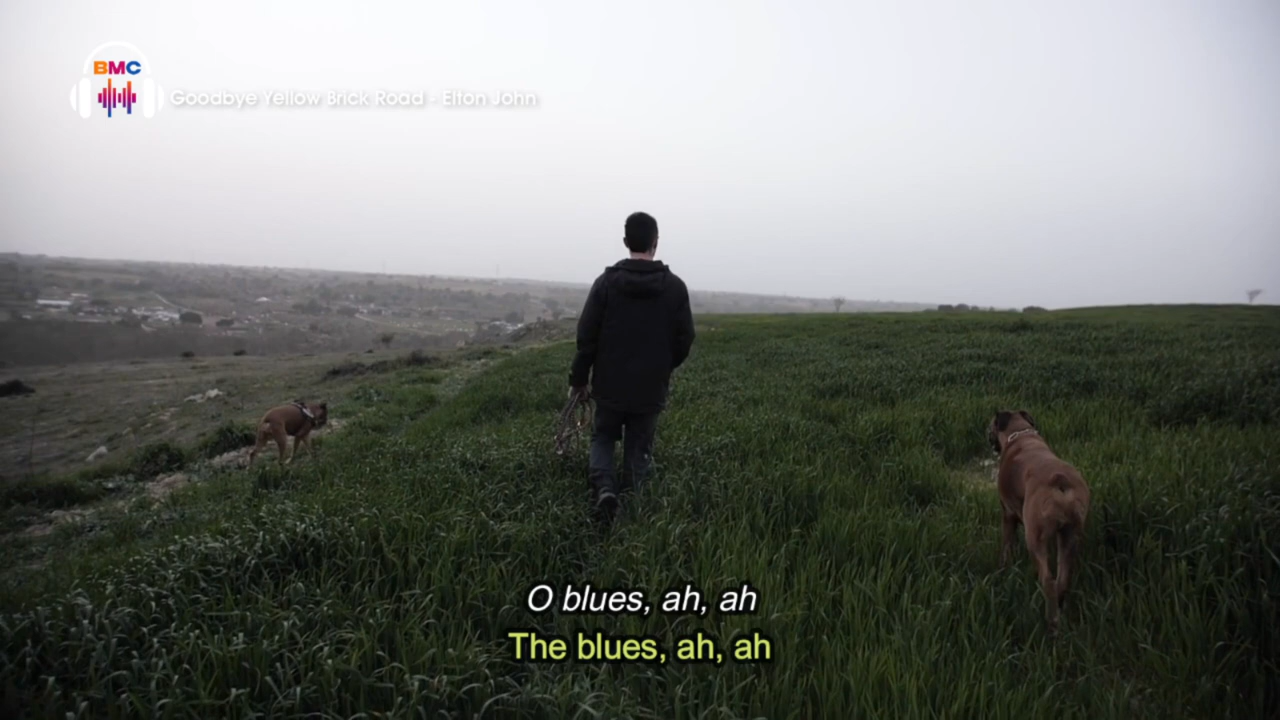 BMC
Goodbye Yellow Brick Road - Elton John
O blues, ah, ah
The blues, ah, ah